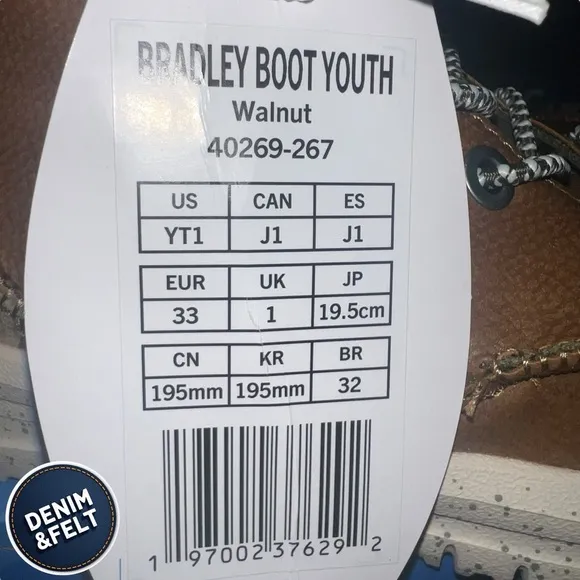 BRADLEY BOOT YOUTH
Walnut
40269-267
US CAN ES
YT1 J1 J1
EUR UK JP
33 1 19.5cm
CN KR BR
195mm 195mm 32
1 97002 37629 2
DENIM
&FELT